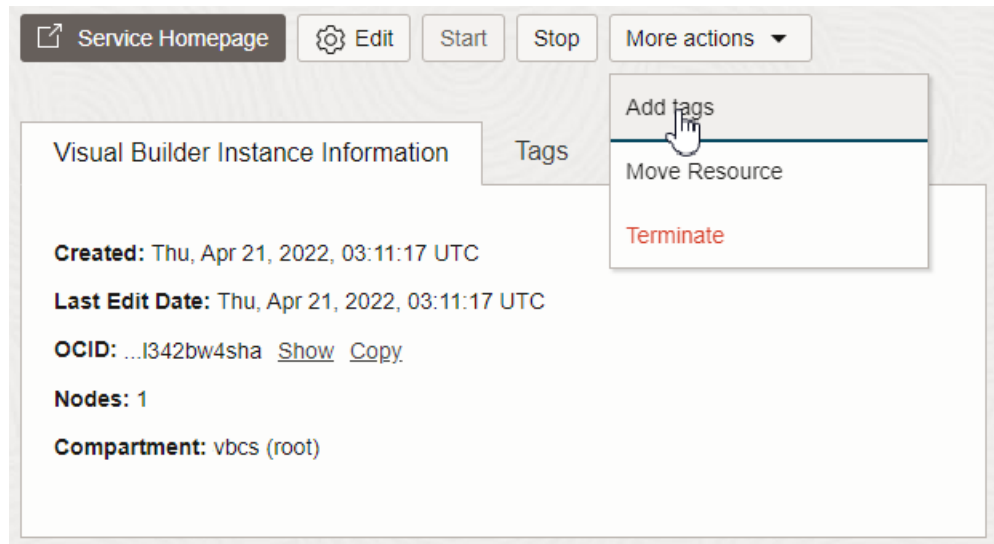 Service Homepage Edit Start Stop More actions
Add tags
Visual Builder Instance Information Tags
Move Resource
Terminate
Created: Thu, Apr 21, 2022, 03:11:17 UTC
Last Edit Date: Thu, Apr 21, 2022, 03:11:17 UTC
OCID: ...l342bw4sha Show Copy
Nodes: 1
Compartment: vbcs (root)